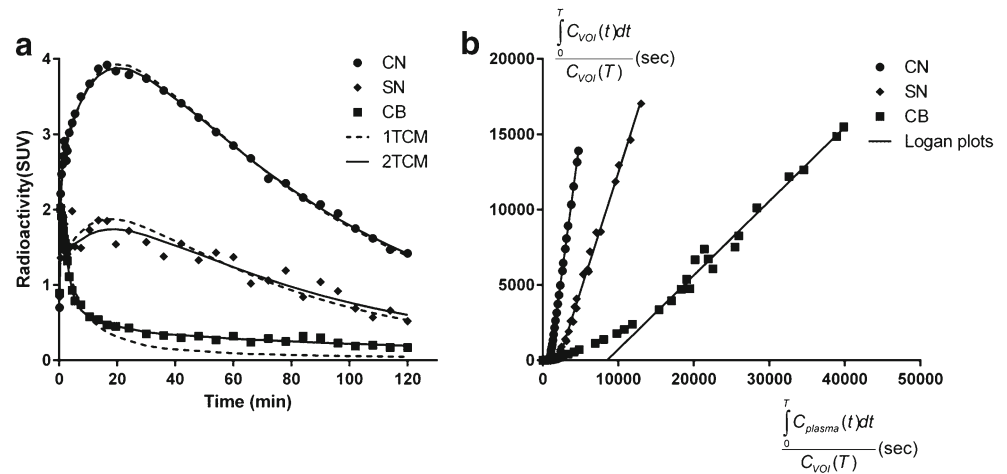 a
CN
SN
CB
1TCM
2TCM
Radioactivity(SUV)
4
3
2
1
0
0 20 40 60 80 100 120
Time (min)
b
T
∫ C_VOI(t)dt
0
C_VOI(T)
(sec)
CN
SN
CB
Logan plots
20000
15000
10000
5000
0
0 10000 20000 30000 40000 50000
T
∫ C_plasma(t)dt
0
C_VOI(T)
(sec)